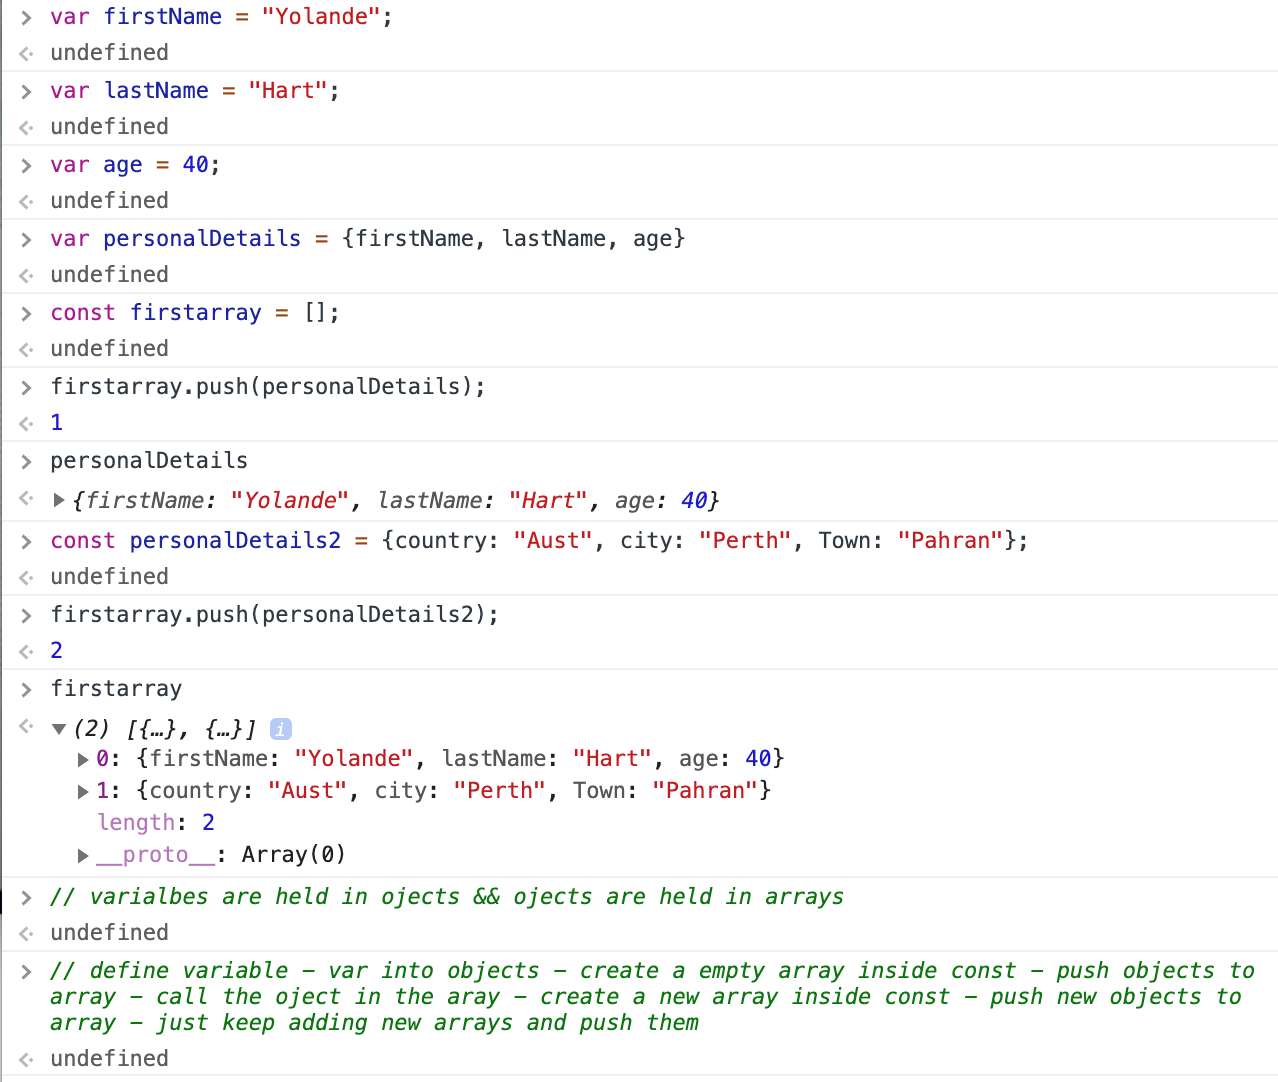 var firstName = "Yolande";
undefined
var lastName = "Hart";
undefined
var age = 40;
undefined
var personalDetails = {firstName, lastName, age}
undefined
const firstarray = [];
undefined
firstarray.push(personalDetails);
1
personalDetails
{firstName: "Yolande", lastName: "Hart", age: 40}
const personalDetails2 = {country: "Aust", city: "Perth", Town: "Pahran"};
undefined
firstarray.push(personalDetails2);
2
firstarray
(2) [{…}, {…}] i
0: {firstName: "Yolande", lastName: "Hart", age: 40}
1: {country: "Aust", city: "Perth", Town: "Pahran"}
length: 2
__proto__: Array(0)
// varialbes are held in ojects && ojects are held in arrays
undefined
// define variable – var into objects – create a empty array inside const – push objects to
array – call the oject in the aray – create a new array inside const – push new objects to
array – just keep adding new arrays and push them
undefined